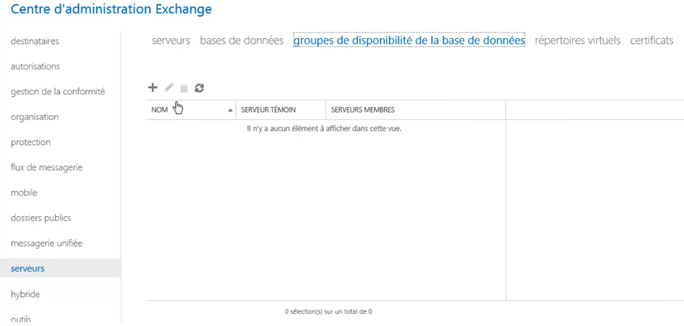 Centre d'administration Exchange
destinataires
autorisations
gestion de la conformité
organisation
protection
flux de messagerie
mobile
dossiers publics
messagerie unifiée
serveurs
hybride
outils
serveurs bases de données groupes de disponibilité de la base de données répertoires virtuels certificats
NOM SERVEUR TÉMOIN SERVEURS MEMBRES
Il n'y a aucun élément à afficher dans cette vue.
0 sélection(s) sur un total de 0